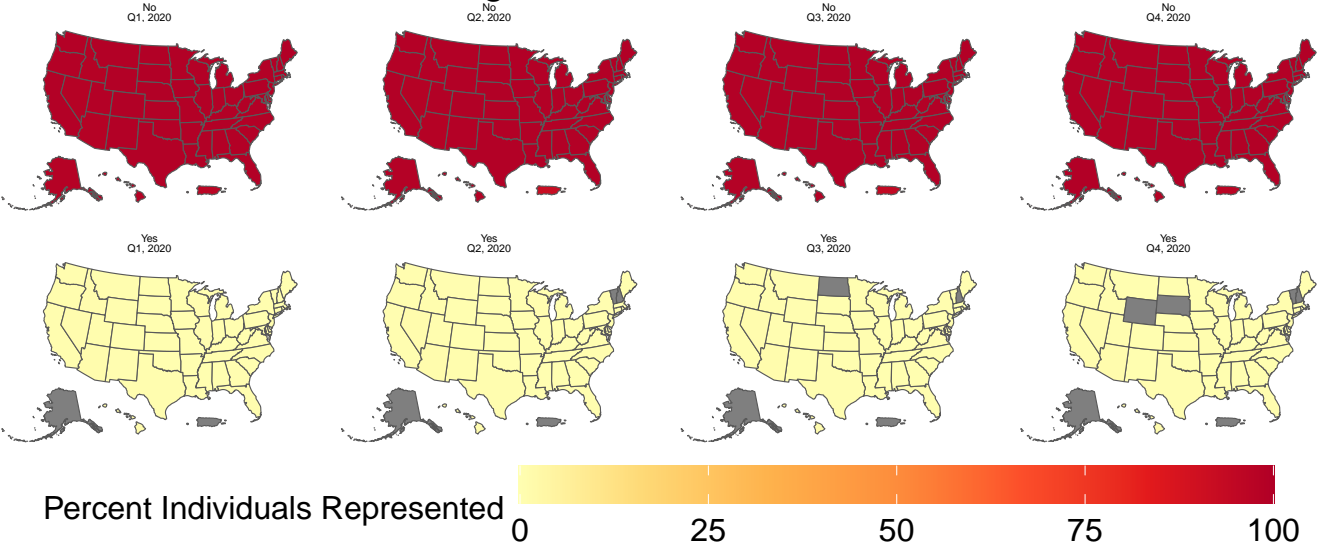 No
Q1, 2020
No
Q2, 2020
No
Q3, 2020
No
Q4, 2020
Yes
Q1, 2020
Yes
Q2, 2020
Yes
Q3, 2020
Yes
Q4, 2020
Percent Individuals Represented
0 25 50 75 100